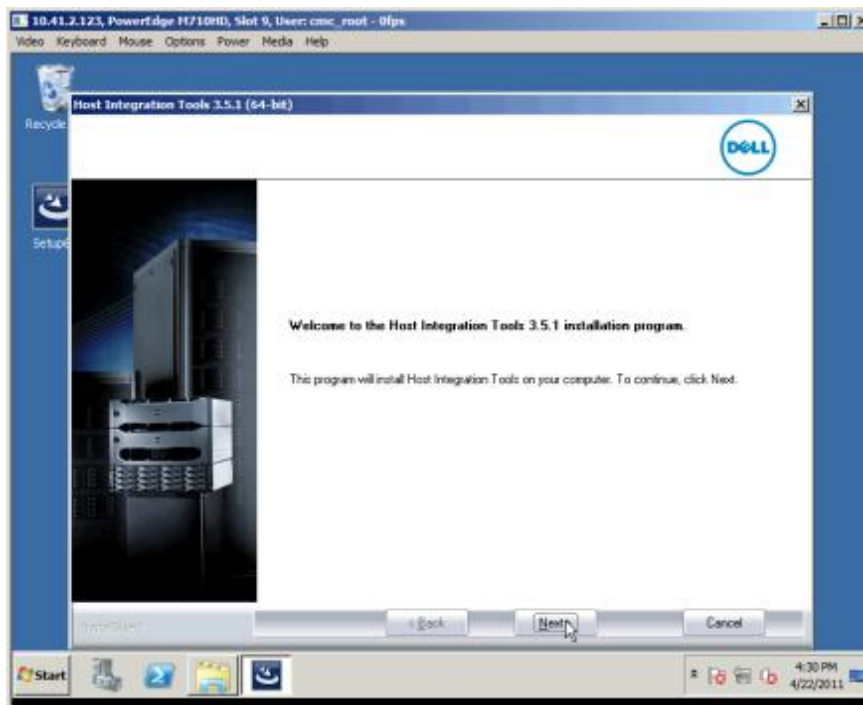 10.41.2.123, PowerEdge M710HD, Slot 9, User: cmc_root - 0fps
Video Keyboard Mouse Options Power Media Help
Recycle
Host Integration Tools 3.5.1 (64-bit)
DELL
Setup
Welcome to the Host Integration Tools 3.5.1 installation program.
This program will install Host Integration Tools on your computer. To continue, click Next.
InstallShield
< Back Next Cancel
Start
4:30 PM
4/22/2011